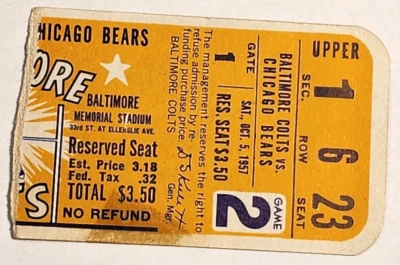 CHICAGO BEARS
ORE
BALTIMORE
MEMORIAL STADIUM
33rd ST. at ELLERSLIE AVE.
Reserved Seat
Est. Price 3.18
Fed. Tax .32
TOTAL $3.50
NO REFUND
S
The management reserves the right to
refuse admission by re-
funding purchase price.
BALTIMORE COLTS
Gen. Mgr.
1
GATE
RES. SEAT $3.50
SAT., OCT. 5, 1957
BALTIMORE COLTS VS.
CHICAGO BEARS
GAME
2
UPPER
1 SEC.
6 ROW
23 SEAT